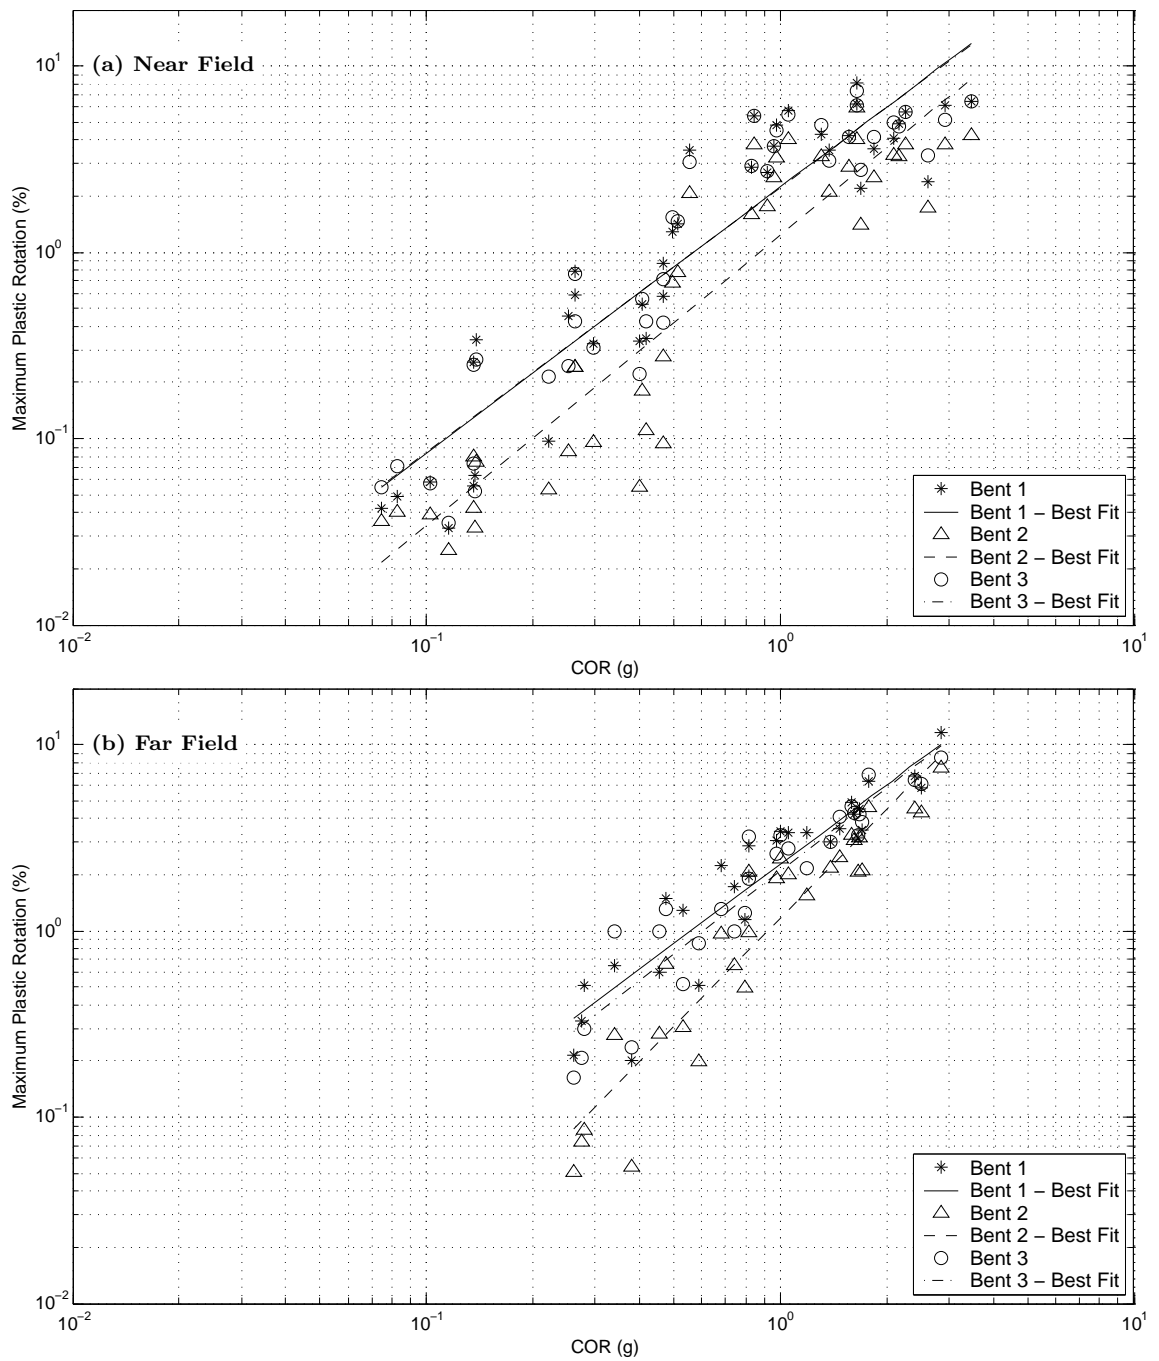 (a) Near Field
Maximum Plastic Rotation (%)
10^1
10^0
10^−1
10^−2
10^−2
10^−1
10^0
10^1
COR (g)
Bent 1
Bent 1 − Best Fit
Bent 2
Bent 2 − Best Fit
Bent 3
Bent 3 − Best Fit
(b) Far Field
Maximum Plastic Rotation (%)
10^1
10^0
10^−1
10^−2
10^−2
10^−1
10^0
10^1
COR (g)
Bent 1
Bent 1 − Best Fit
Bent 2
Bent 2 − Best Fit
Bent 3
Bent 3 − Best Fit